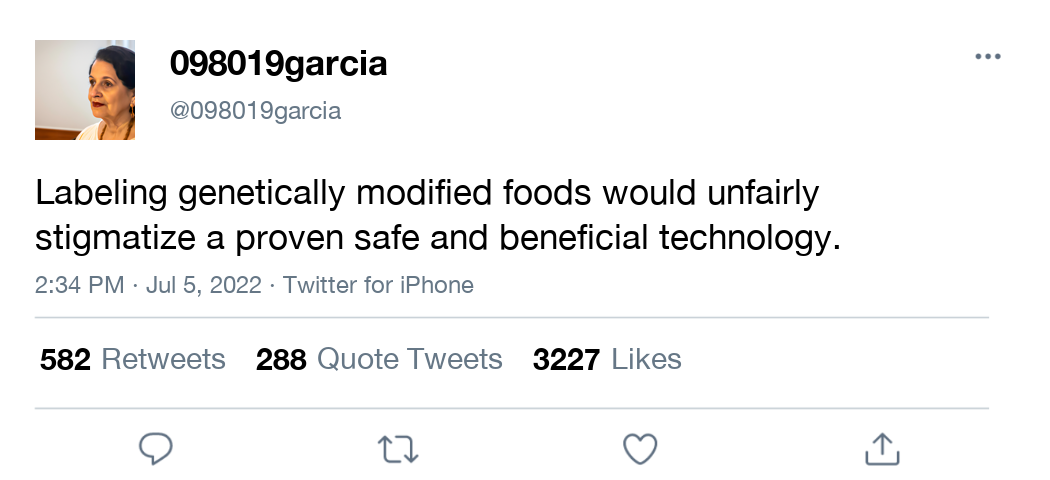 098019garcia
@098019garcia
Labeling genetically modified foods would unfairly
stigmatize a proven safe and beneficial technology.
2:34 PM · Jul 5, 2022 · Twitter for iPhone
582 Retweets 288 Quote Tweets 3227 Likes